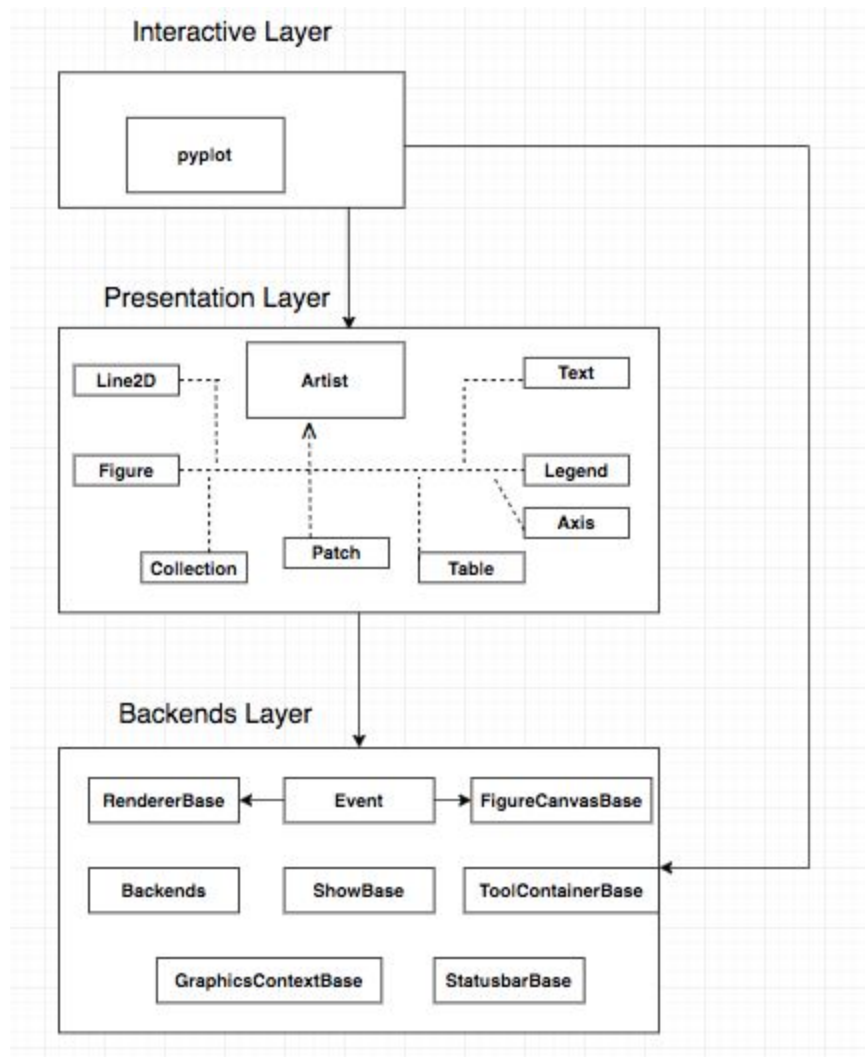 Interactive Layer
pyplot
Presentation Layer
Line2D
Artist
Text
Figure
Legend
Axis
Collection
Patch
Table
Backends Layer
RendererBase
Event
FigureCanvasBase
Backends
ShowBase
ToolContainerBase
GraphicsContextBase
StatusbarBase